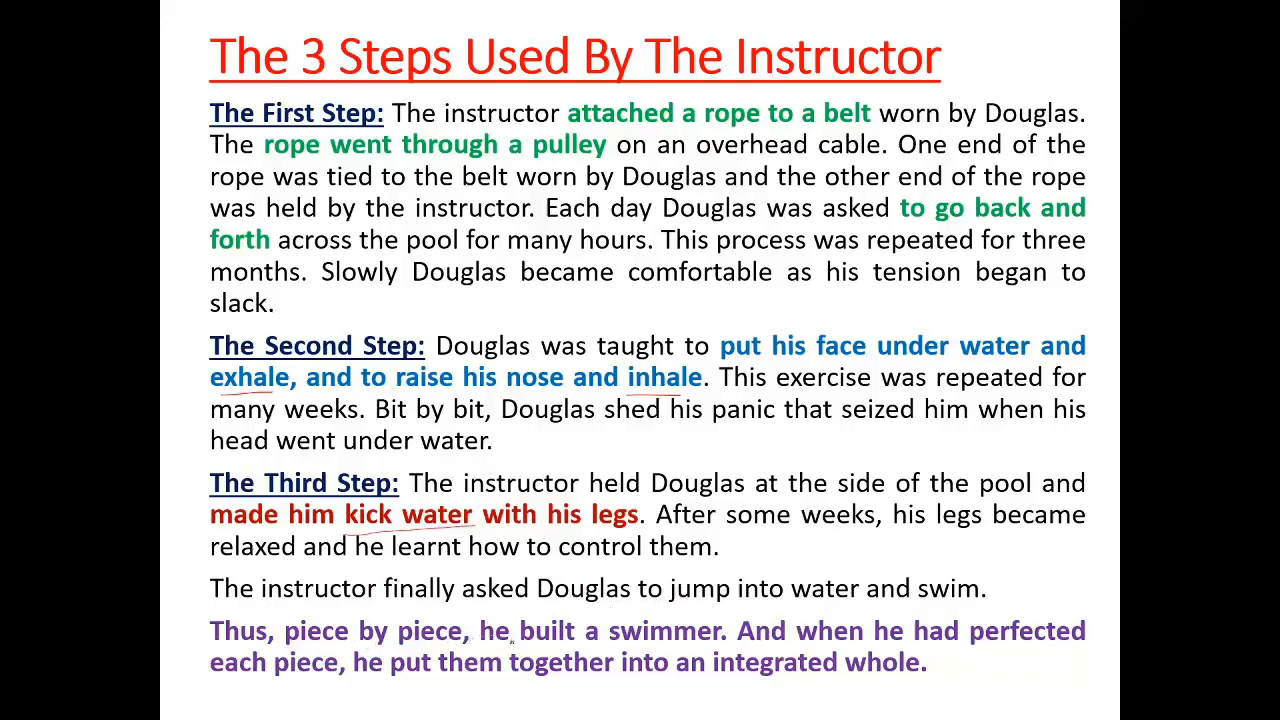 The 3 Steps Used By The Instructor
The First Step: The instructor attached a rope to a belt worn by Douglas.
The rope went through a pulley on an overhead cable. One end of the
rope was tied to the belt worn by Douglas and the other end of the rope
was held by the instructor. Each day Douglas was asked to go back and
forth across the pool for many hours. This process was repeated for three
months. Slowly Douglas became comfortable as his tension began to
slack.
The Second Step: Douglas was taught to put his face under water and
exhale, and to raise his nose and inhale. This exercise was repeated for
many weeks. Bit by bit, Douglas shed his panic that seized him when his
head went under water.
The Third Step: The instructor held Douglas at the side of the pool and
made him kick water with his legs. After some weeks, his legs became
relaxed and he learnt how to control them.
The instructor finally asked Douglas to jump into water and swim.
Thus, piece by piece, he built a swimmer. And when he had perfected
each piece, he put them together into an integrated whole.